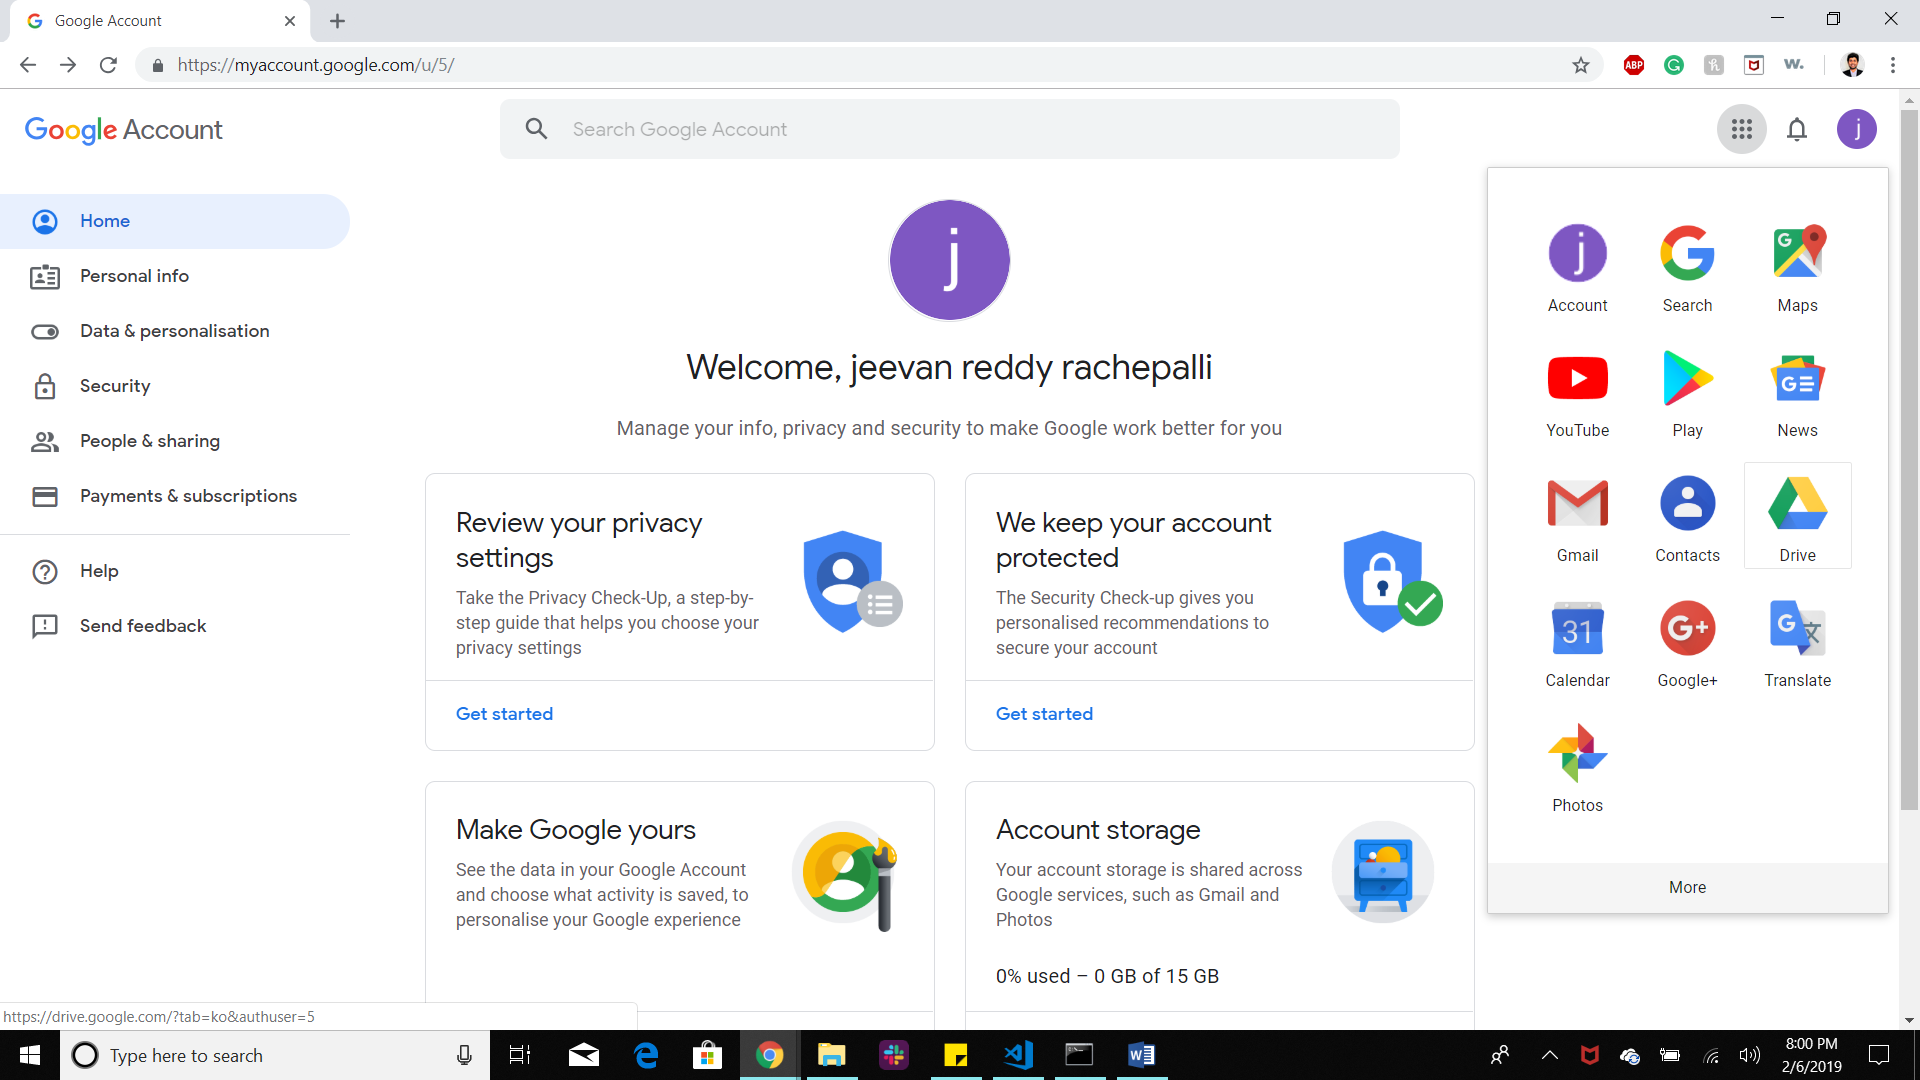 Google Account
https://myaccount.google.com/u/5/
ABP
Google Account
Search Google Account
j
Home
Personal info
Data & personalisation
Security
People & sharing
Payments & subscriptions
Help
Send feedback
j
Welcome, jeevan reddy rachepalli
Manage your info, privacy and security to make Google work better for you
Review your privacy
settings
Take the Privacy Check-Up, a step-by-
step guide that helps you choose your
privacy settings
Get started
We keep your account
protected
The Security Check-up gives you
personalised recommendations to
secure your account
Get started
Make Google yours
See the data in your Google Account
and choose what activity is saved, to
personalise your Google experience
Account storage
Your account storage is shared across
Google services, such as Gmail and
Photos
0% used – 0 GB of 15 GB
j
Account
Search
Maps
YouTube
Play
News
Gmail
Contacts
Drive
31
Calendar
G+
Google+
Translate
Photos
More
https://drive.google.com/?tab=ko&authuser=5
Type here to search
8:00 PM
2/6/2019